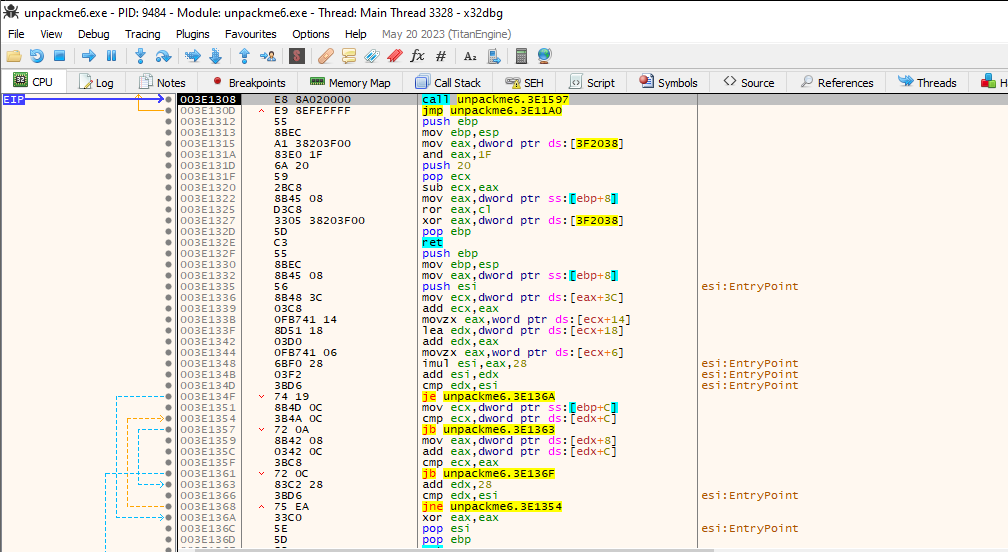 unpackme6.exe - PID: 9484 - Module: unpackme6.exe - Thread: Main Thread 3328 - x32dbg
File View Debug Tracing Plugins Favourites Options Help May 20 2023 (TitanEngine)
CPU Log Notes Breakpoints Memory Map Call Stack SEH Script Symbols Source References Threads H
EIP 003E1308 E8 8A020000 call unpackme6.3E1597
003E130D ^ E9 8EFEFFFF jmp unpackme6.3E11A0
003E1312 55 push ebp
003E1313 8BEC mov ebp,esp
003E1315 A1 38203F00 mov eax,dword ptr ds:[3F2038]
003E131A 83E0 1F and eax,1F
003E131D 6A 20 push 20
003E131F 59 pop ecx
003E1320 2BC8 sub ecx,eax
003E1322 8B45 08 mov eax,dword ptr ss:[ebp+8]
003E1325 D3C8 ror eax,cl
003E1327 3305 38203F00 xor eax,dword ptr ds:[3F2038]
003E132D 5D pop ebp
003E132E C3 ret
003E132F 55 push ebp
003E1330 8BEC mov ebp,esp
003E1332 8B45 08 mov eax,dword ptr ss:[ebp+8]
003E1335 56 push esi esi:EntryPoint
003E1336 8B48 3C mov ecx,dword ptr ds:[eax+3C]
003E1339 03C8 add ecx,eax
003E133B 0FB741 14 movzx eax,word ptr ds:[ecx+14]
003E133F 8D51 18 lea edx,dword ptr ds:[ecx+18]
003E1342 03D0 add edx,eax
003E1344 0FB741 06 movzx eax,word ptr ds:[ecx+6]
003E1348 6BF0 28 imul esi,eax,28 esi:EntryPoint
003E134B 03F2 add esi,edx esi:EntryPoint
003E134D 3BD6 cmp edx,esi esi:EntryPoint
003E134F 74 19 je unpackme6.3E136A
003E1351 8B4D 0C mov ecx,dword ptr ss:[ebp+C]
003E1354 3B4A 0C cmp ecx,dword ptr ds:[edx+C]
003E1357 72 0A jb unpackme6.3E1363
003E1359 8B42 08 mov eax,dword ptr ds:[edx+8]
003E135C 0342 0C add eax,dword ptr ds:[edx+C]
003E135F 3BC8 cmp ecx,eax
003E1361 72 0C jb unpackme6.3E136F
003E1363 83C2 28 add edx,28
003E1366 3BD6 cmp edx,esi esi:EntryPoint
003E1368 ^ 75 EA jne unpackme6.3E1354
003E136A 33C0 xor eax,eax
003E136C 5E pop esi esi:EntryPoint
003E136D 5D pop ebp